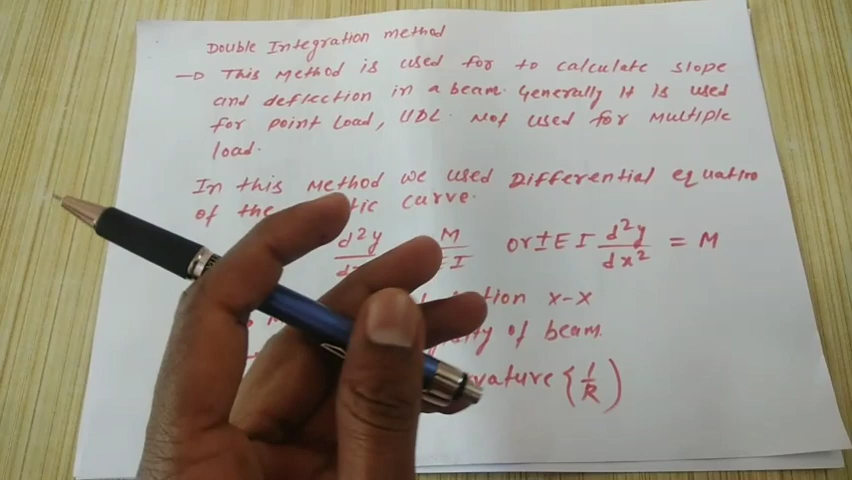 Double Integration method
→ This method is used for to calculate slope
and deflection in a beam. Generally it is used
for point load, UDL. Not used for multiple
load.
In this method we used Differential equation
of the curve.
d²y M or ± EI d²y/dx² = M
EI
x-x
of beam.
{1/R)